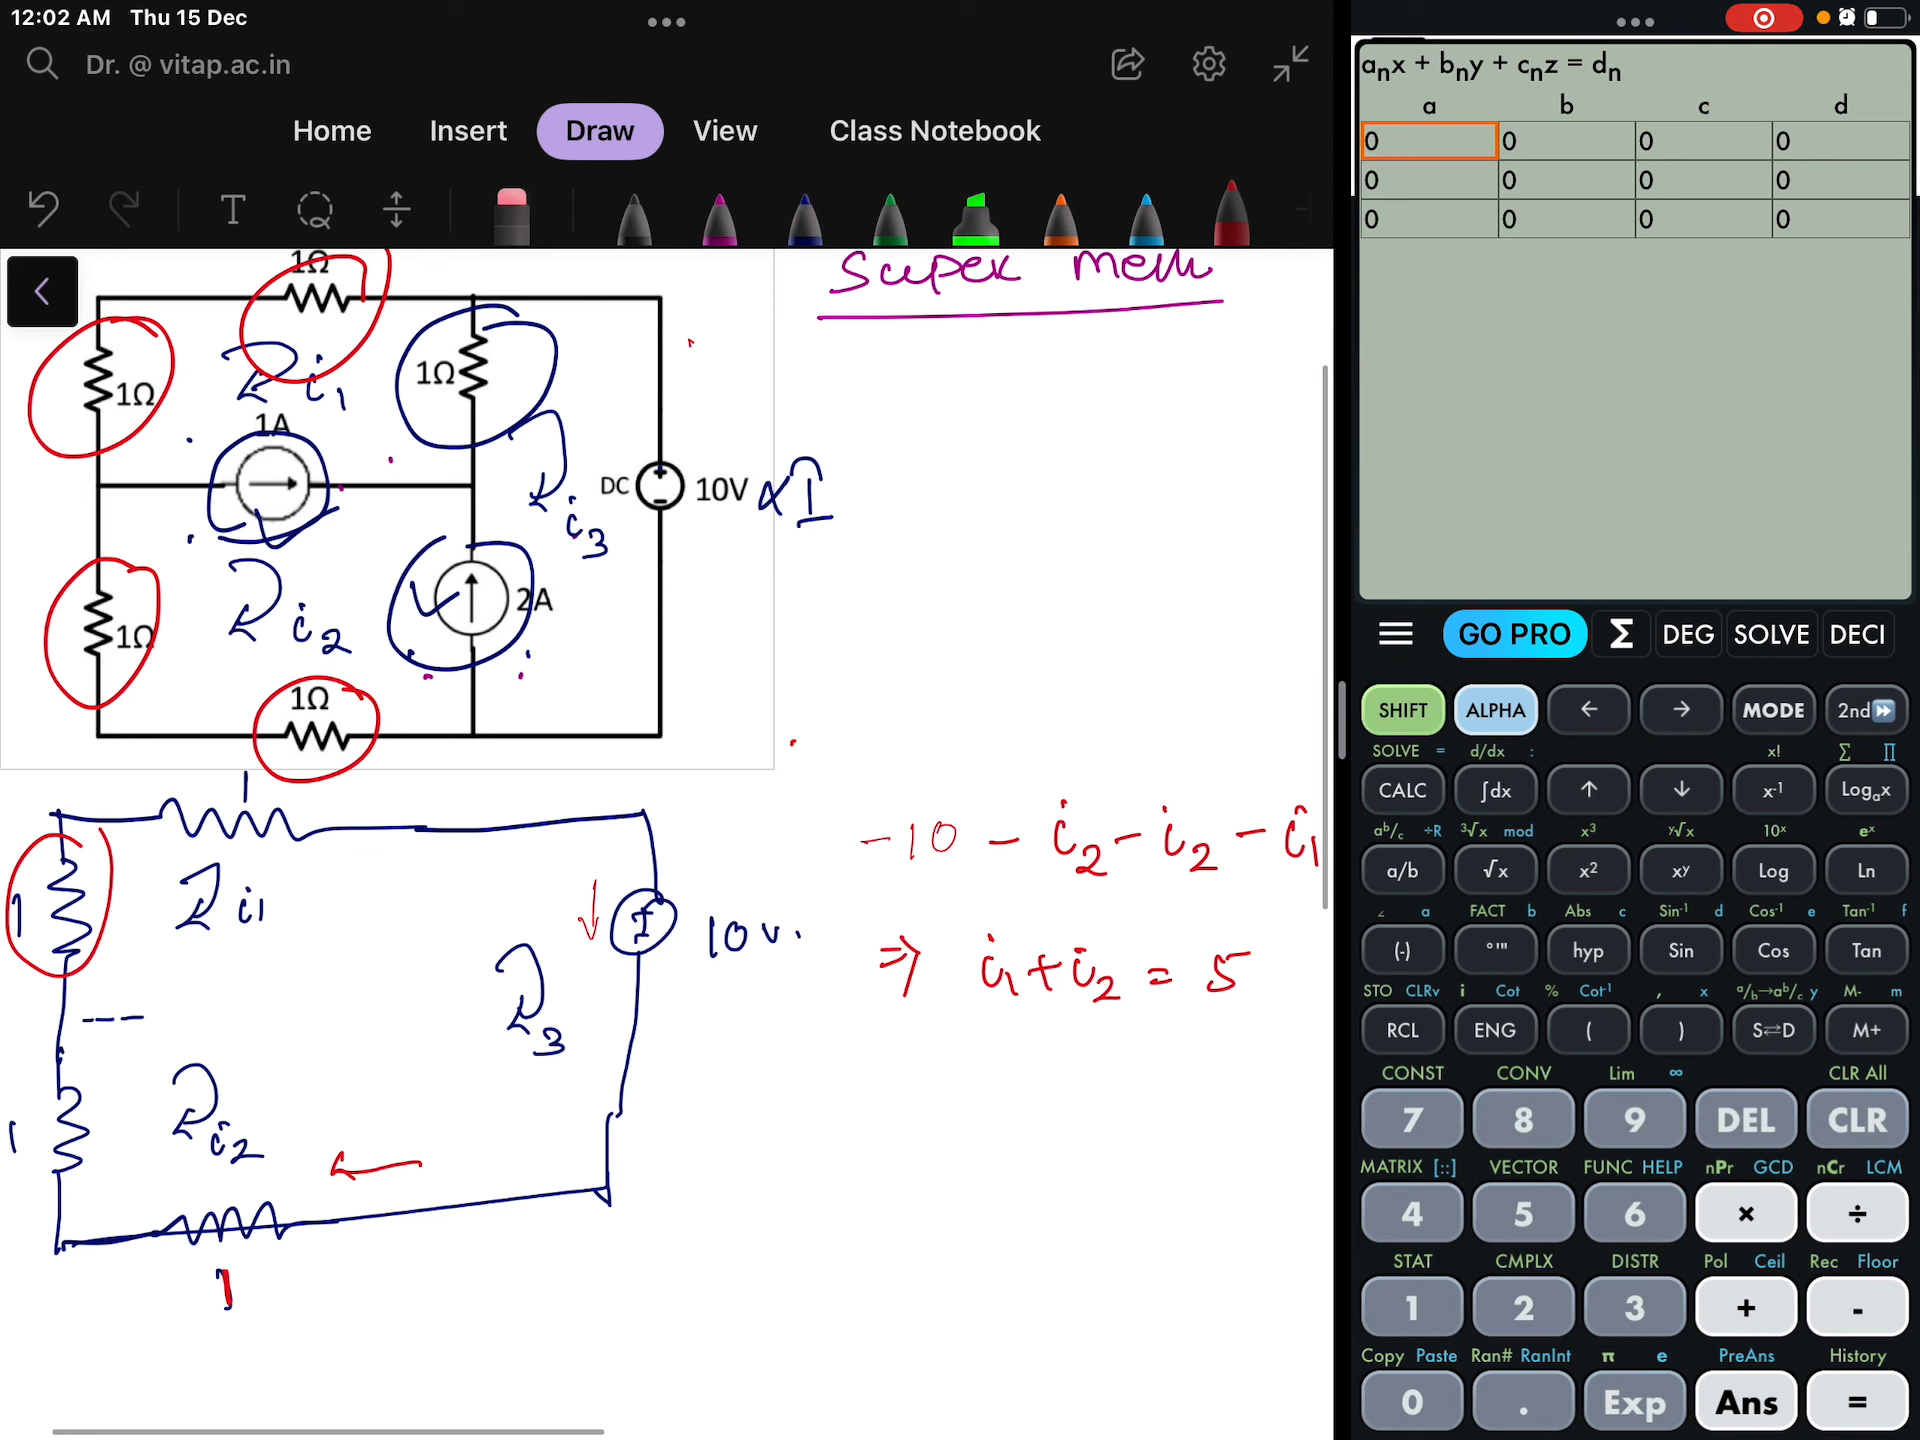 12:02 AM Thu 15 Dec
Dr. @ vitap.ac.in
Home Insert Draw View Class Notebook
T
super mesh
1Ω
1Ω
i1
1Ω
1A
DC
10V
I
i3
1Ω
i2
2A
1Ω
1
1
i1
10 v.
3
1
i2
1
-10 - i2 - i2 - i1
⇒ i1 + i2 = 5
anx + bny + cnz = dn
a b c d
0 0 0 0
0 0 0 0
0 0 0 0
GO PRO Σ DEG SOLVE DECI
SHIFT ALPHA ← → MODE 2nd
SOLVE = d/dx : x! Σ ∏
CALC ∫dx ↑ ↓ x-1 Logax
ab/c ÷R 3√x mod x3 y√x 10x ex
a/b √x x2 xy Log Ln
∠ a FACT b Abs c Sin-1 d Cos-1 e Tan-1 f
(-) °'" hyp Sin Cos Tan
STO CLRv i Cot % Cot-1 , x a/b→ab/c y M- m
RCL ENG ( ) S⇄D M+
CONST CONV Lim ∞ CLR All
7 8 9 DEL CLR
MATRIX [::] VECTOR FUNC HELP nPr GCD nCr LCM
4 5 6 × ÷
STAT CMPLX DISTR Pol Ceil Rec Floor
1 2 3 + -
Copy Paste Ran# RanInt π e PreAns History
0 . Exp Ans =